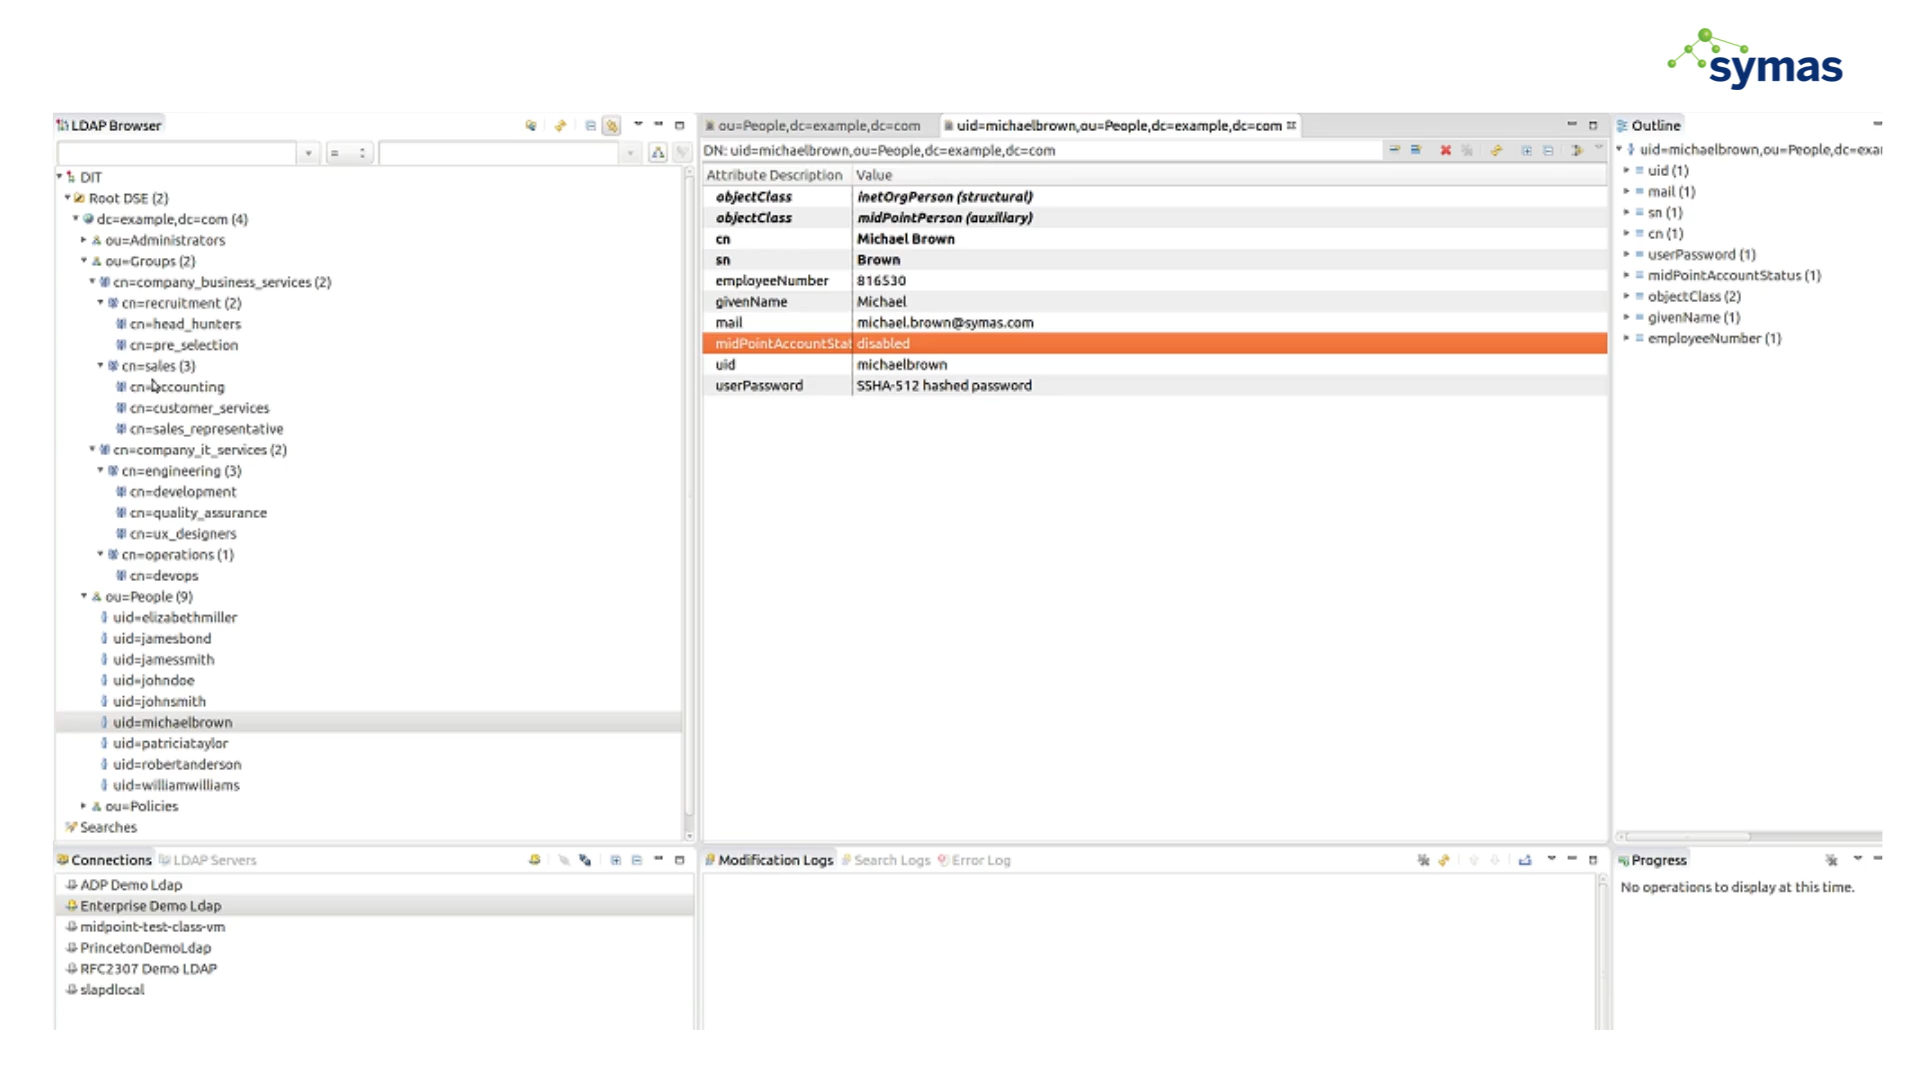 symas
LDAP Browser
=
DIT
Root DSE (2)
dc=example,dc=com (4)
ou=Administrators
ou=Groups (2)
cn=company_business_services (2)
cn=recruitment (2)
cn=head_hunters
cn=pre_selection
cn=sales (3)
cn=accounting
cn=customer_services
cn=sales_representative
cn=company_it_services (2)
cn=engineering (3)
cn=development
cn=quality_assurance
cn=ux_designers
cn=operations (1)
cn=devops
ou=People (9)
uid=elizabethmiller
uid=jamesbond
uid=jamessmith
uid=johndoe
uid=johnsmith
uid=michaelbrown
uid=patriciataylor
uid=robertanderson
uid=williamwilliams
ou=Policies
Searches
ou=People,dc=example,dc=com uid=michaelbrown,ou=People,dc=example,dc=com
DN: uid=michaelbrown,ou=People,dc=example,dc=com
Attribute Description Value
objectClass inetOrgPerson (structural)
objectClass midPointPerson (auxiliary)
cn Michael Brown
sn Brown
employeeNumber 816530
givenName Michael
mail michael.brown@symas.com
midPointAccountStat disabled
uid michaelbrown
userPassword SSHA-512 hashed password
Outline
uid=michaelbrown,ou=People,dc=exa
uid (1)
mail (1)
sn (1)
cn (1)
userPassword (1)
midPointAccountStatus (1)
objectClass (2)
givenName (1)
employeeNumber (1)
Connections LDAP Servers
ADP Demo Ldap
Enterprise Demo Ldap
midpoint-test-class-vm
PrincetonDemoLdap
RFC2307 Demo LDAP
slapdlocal
Modification Logs Search Logs Error Log
Progress
No operations to display at this time.